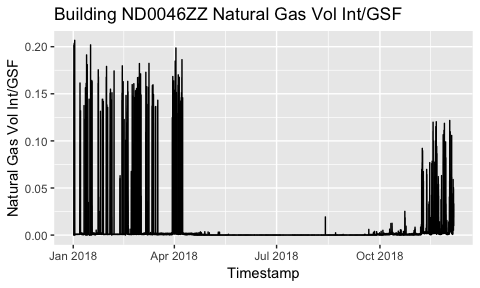 Building ND0046ZZ Natural Gas Vol Int/GSF
Natural Gas Vol Int/GSF
0.20
0.15
0.10
0.05
0.00
Jan 2018
Apr 2018
Jul 2018
Oct 2018
Timestamp